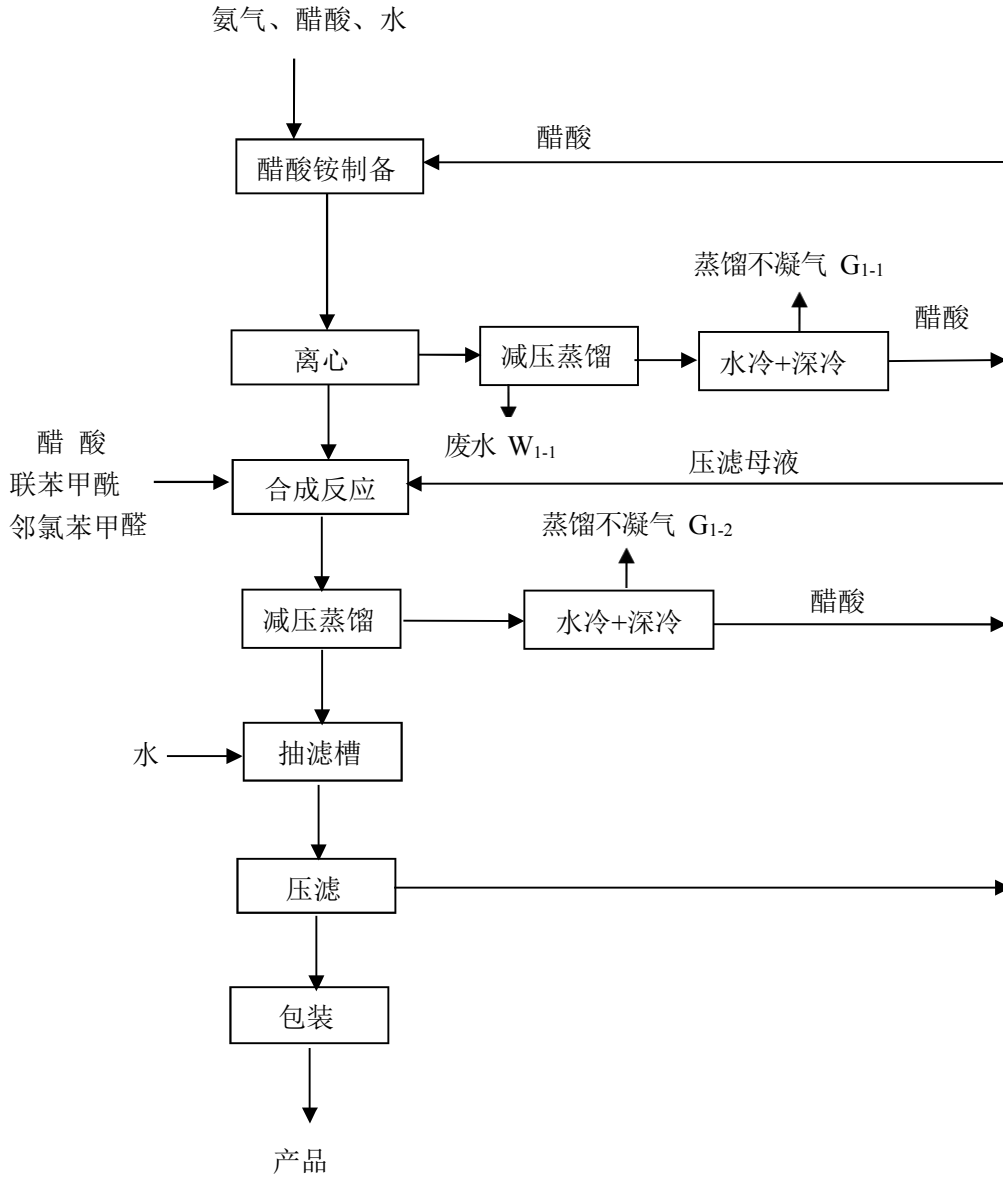 氨气、醋酸、水
醋酸
醋酸铵制备
蒸馏不凝气 G1-1
醋酸
离心
减压蒸馏
水冷+深冷
废水 W1-1
醋 酸
联苯甲酰
邻氯苯甲醛
合成反应
压滤母液
蒸馏不凝气 G1-2
减压蒸馏
水冷+深冷
醋酸
水
抽滤槽
压滤
包装
产品